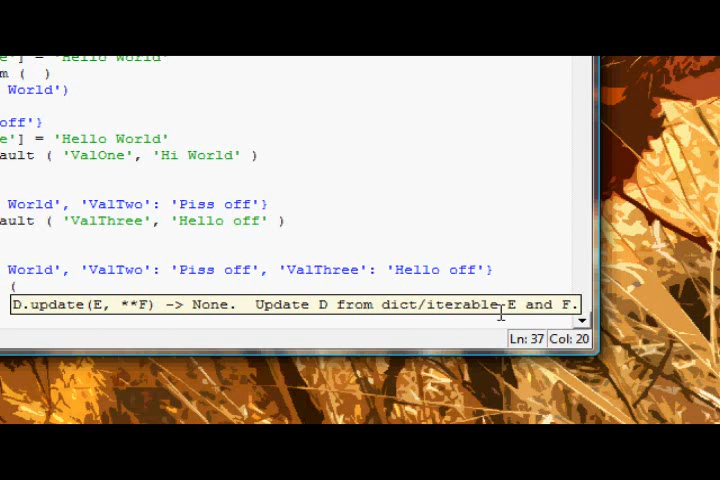 e'] = 'Hello World'
m (  )
World')
off'}
e'] = 'Hello World'
ault ( 'ValOne', 'Hi World' )
World', 'ValTwo': 'Piss off'}
ault ( 'ValThree', 'Hello off' )
World', 'ValTwo': 'Piss off', 'ValThree': 'Hello off'}
(
D.update(E, **F) -> None.  Update D from dict/iterable E and F.
Ln: 37 Col: 20